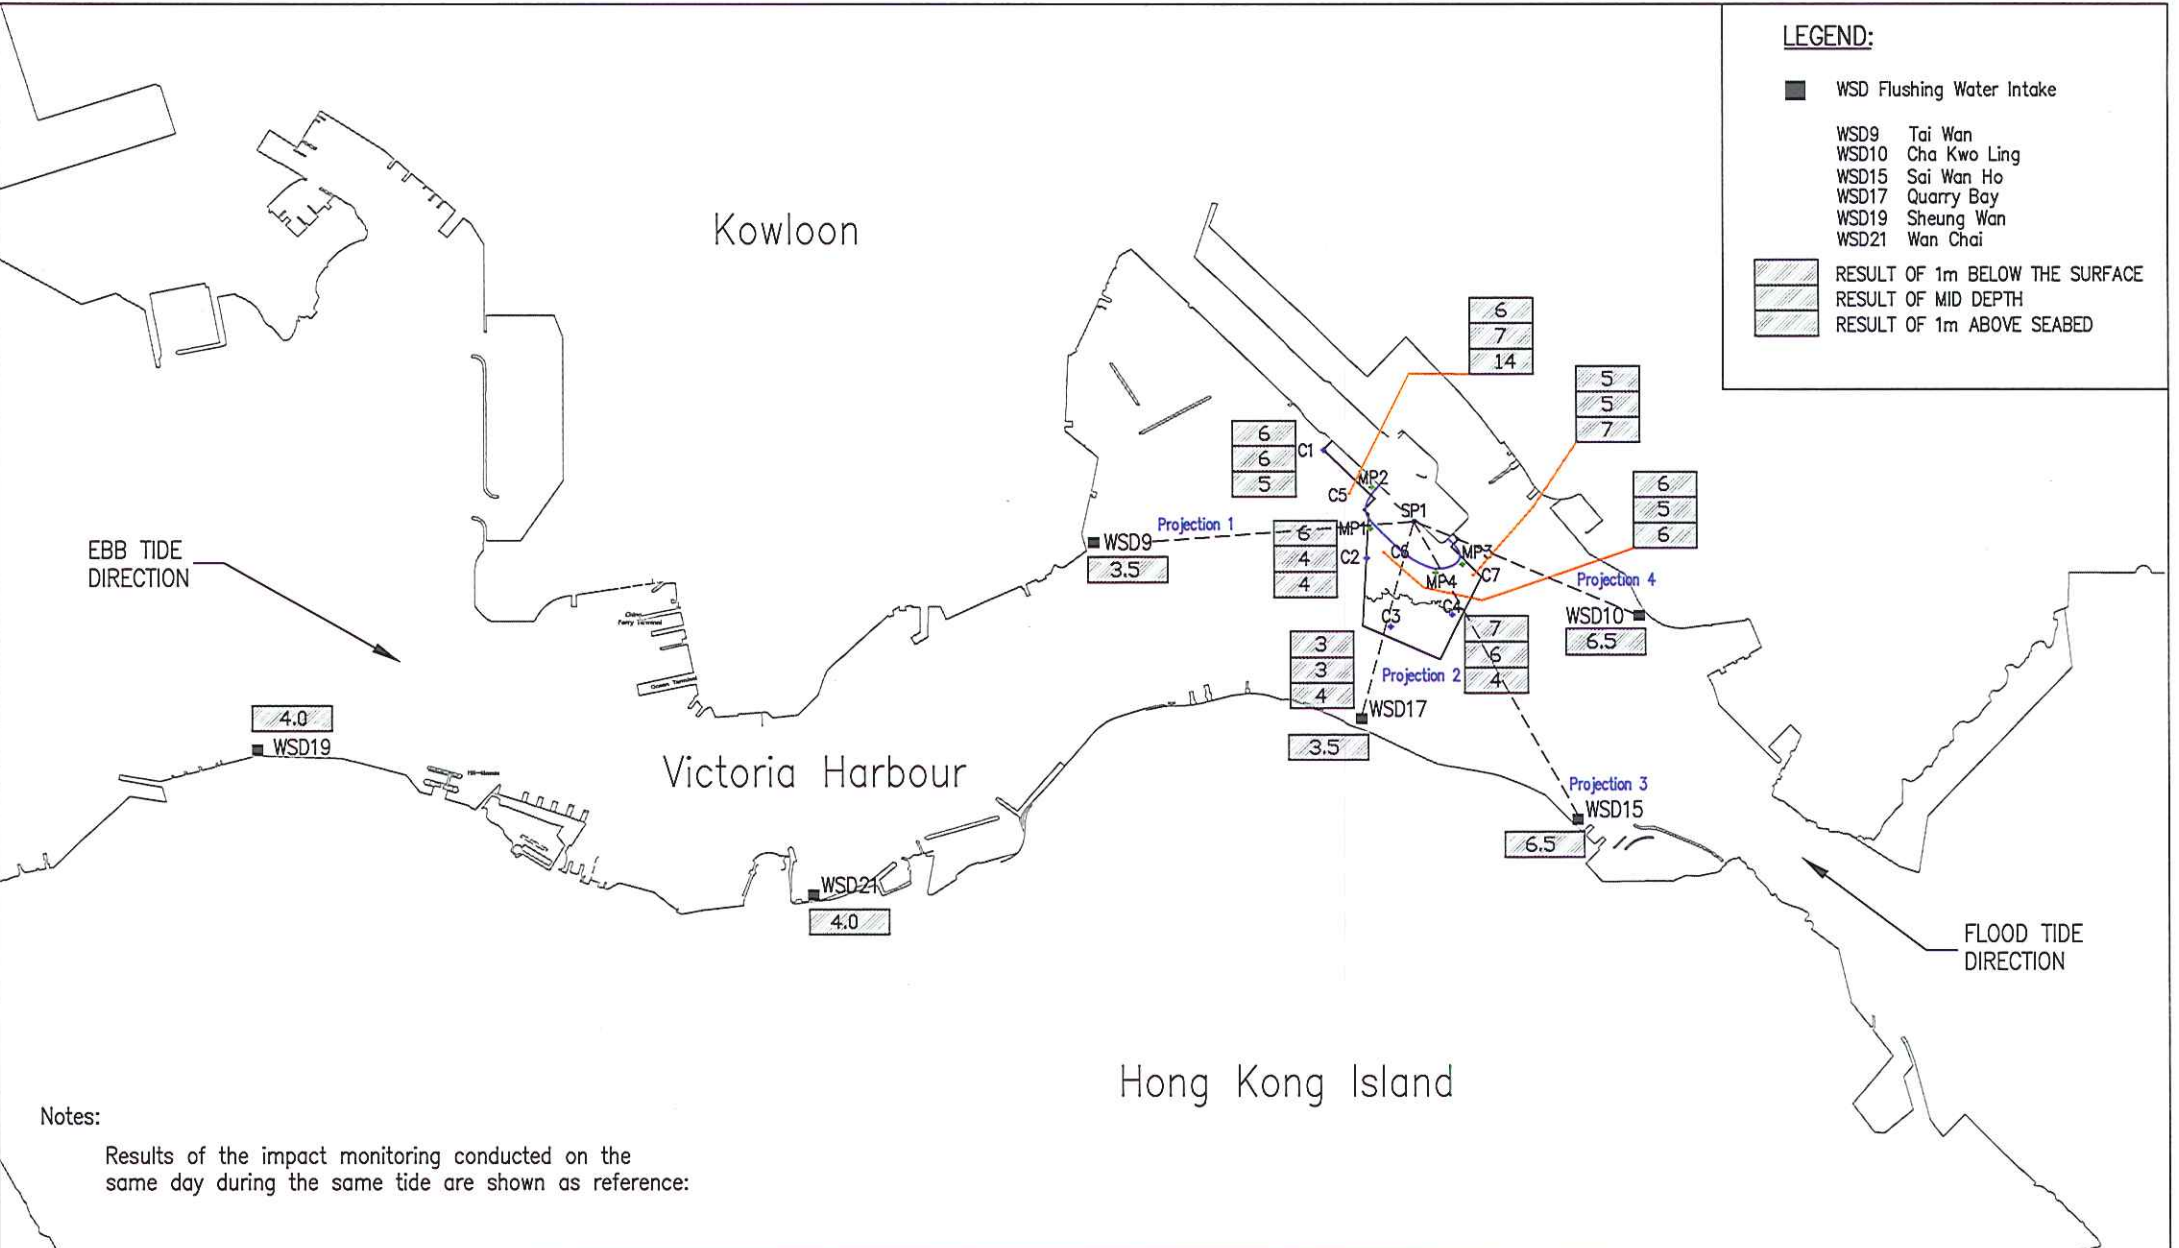 LEGEND:
WSD Flushing Water Intake
WSD9 Tai Wan
WSD10 Cha Kwo Ling
WSD15 Sai Wan Ho
WSD17 Quarry Bay
WSD19 Sheung Wan
WSD21 Wan Chai
RESULT OF 1m BELOW THE SURFACE
RESULT OF MID DEPTH
RESULT OF 1m ABOVE SEABED
Kowloon
6
7
14
5
5
7
6
6
5
C1
MP2
C5
6
5
6
SP1
Projection 1
WSD9
3.5
6
4
4
MP1
C2
C6
MP3
C7
MP4
Projection 4
WSD10
6.5
EBB TIDE
DIRECTION
China
Ferry Terminal
Ocean Terminal
C3
C4
7
6
4
3
3
4
Projection 2
WSD17
3.5
4.0
WSD19
Victoria Harbour
Projection 3
WSD15
6.5
WSD21
4.0
FLOOD TIDE
DIRECTION
Hong Kong Island
Notes:
Results of the impact monitoring conducted on the
same day during the same tide are shown as reference: